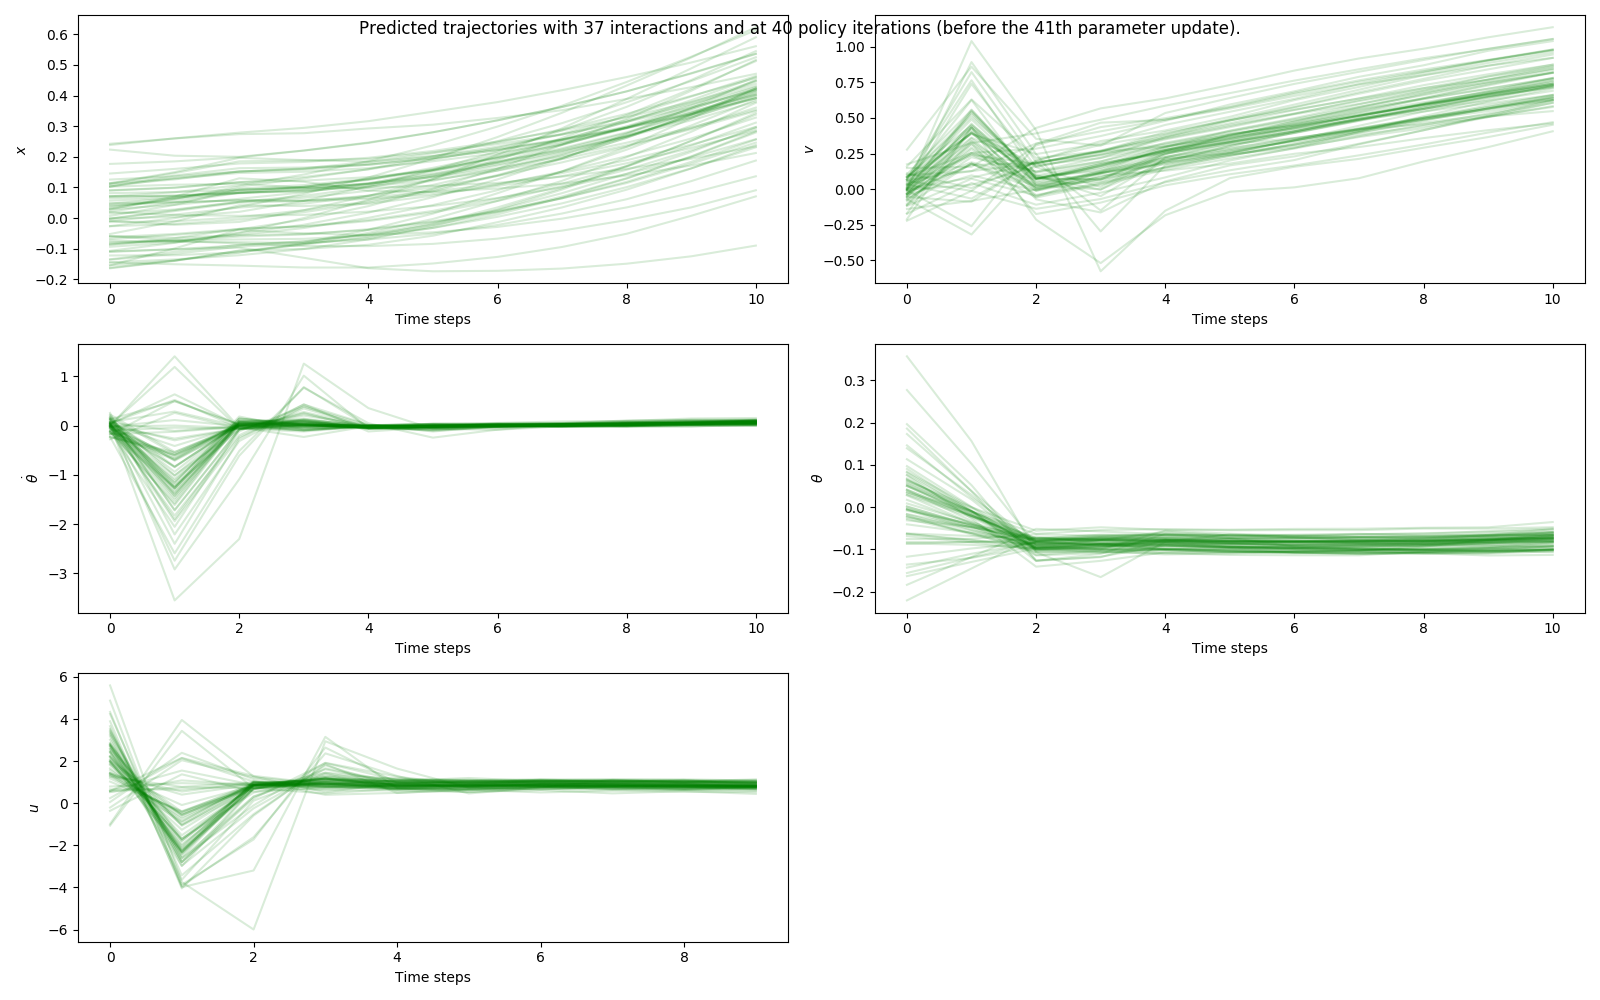 Predicted trajectories with 37 interactions and at 40 policy iterations (before the 41th parameter update).
0.6
0.5
0.4
0.3
0.2
0.1
0.0
−0.1
−0.2
x
0 2 4 6 8 10
Time steps
1.00
0.75
0.50
0.25
0.00
−0.25
−0.50
v
0 2 4 6 8 10
Time steps
1
0
−1
−2
−3
θ̇
0 2 4 6 8 10
Time steps
0.3
0.2
0.1
0.0
−0.1
−0.2
θ
0 2 4 6 8 10
Time steps
6
4
2
0
−2
−4
−6
u
0 2 4 6 8
Time steps